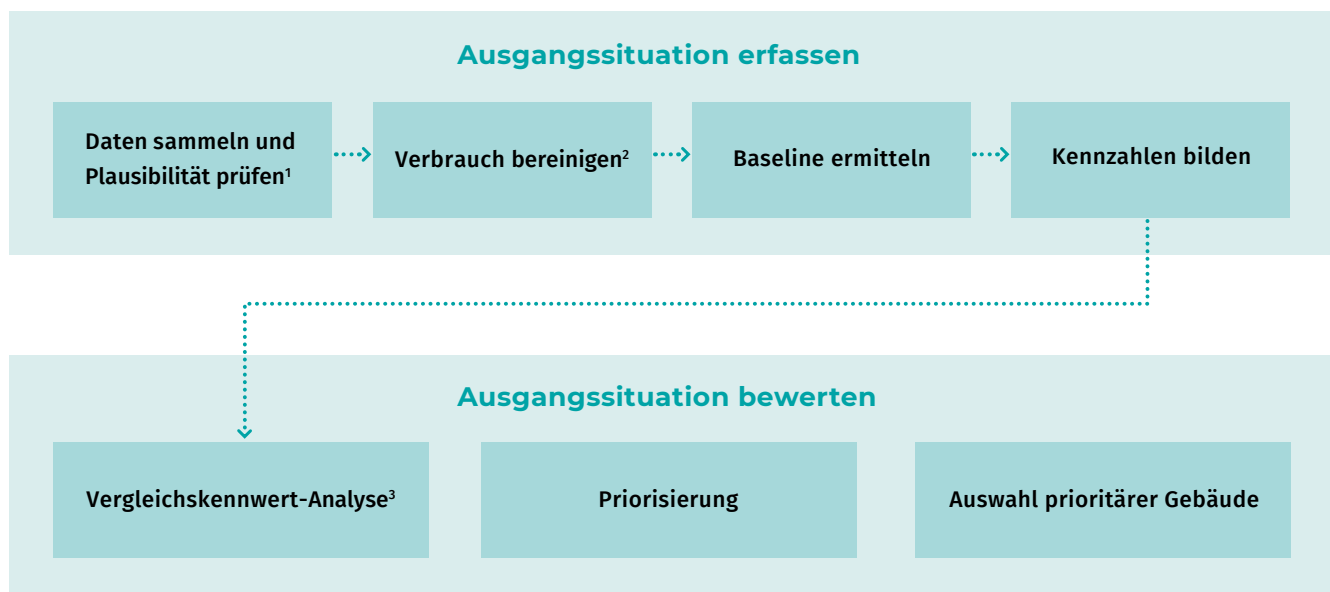 Ausgangssituation erfassen
Daten sammeln und
Plausibilität prüfen¹
Verbrauch bereinigen²
Baseline ermitteln
Kennzahlen bilden
Ausgangssituation bewerten
Vergleichskennwert-Analyse³
Priorisierung
Auswahl prioritärer Gebäude